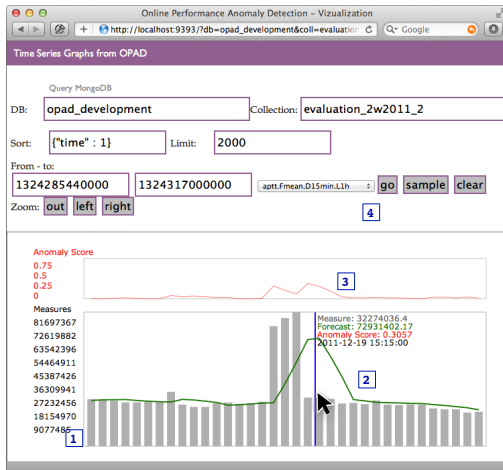 Online Performance Anomaly Detection – Vizualization
http://localhost:9393/?db=opad_development&coll=evaluation
Google
Time Series Graphs from OPAD
Query MongoDB
DB: opad_development Collection: evaluation_2w2011_2
Sort: {"time" : 1} Limit: 2000
From - to:
1324285440000 1324317000000 aptt.Fmean.D15min.L1h go sample clear
Zoom: out left right
4
Anomaly Score
0.75
0.5
0.25
0
3
Measures
81697367
72619882
63542396
54464911
45387426
36309941
27232456
18154970
9077485
Measure: 32274036.4
Forecast: 72931402.17
Anomaly Score: 0.3057
2011-12-19 15:15:00
2
1